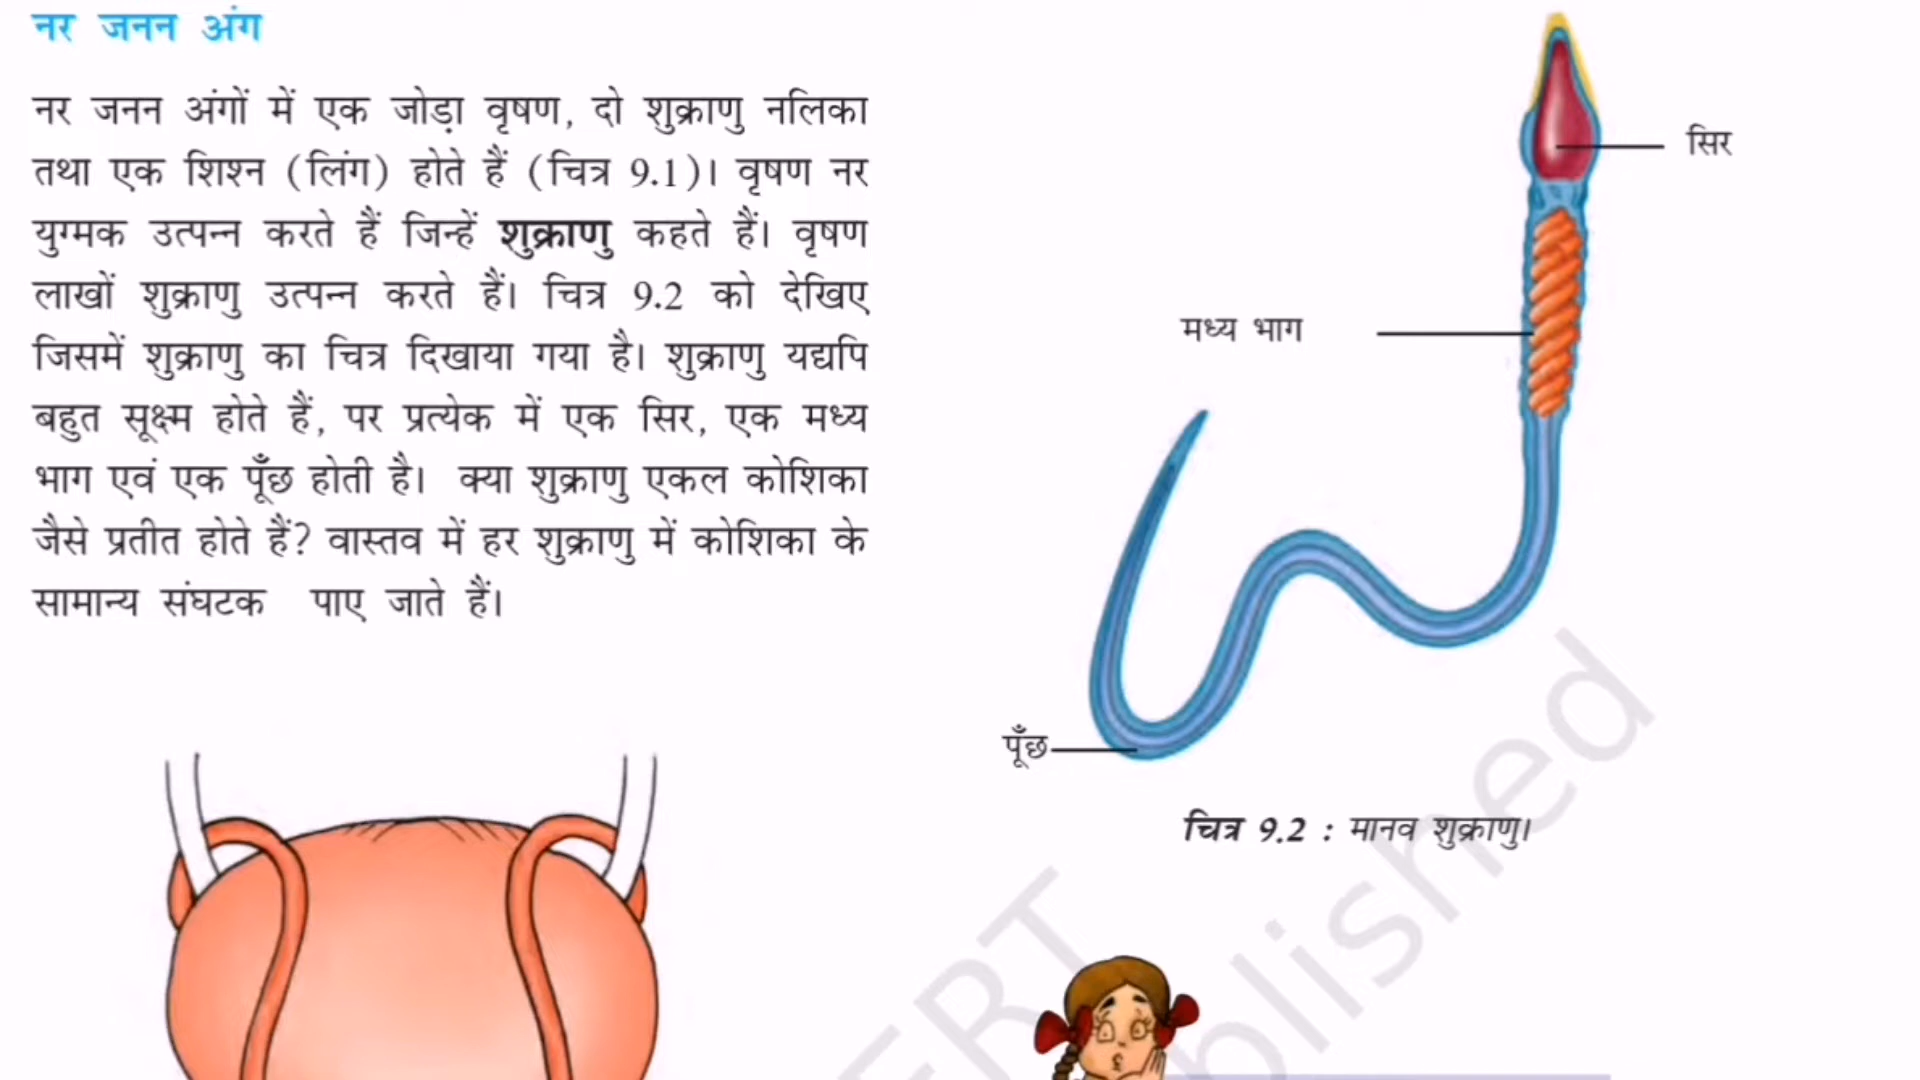 नर जनन अंग
नर जनन अंगों में एक जोड़ा वृषण, दो शुक्राणु नलिका
तथा एक शिश्न (लिंग) होते हैं (चित्र 9.1)। वृषण नर
युग्मक उत्पन्न करते हैं जिन्हें शुक्राणु कहते हैं। वृषण
लाखों शुक्राणु उत्पन्न करते हैं। चित्र 9.2 को देखिए
जिसमें शुक्राणु का चित्र दिखाया गया है। शुक्राणु यद्यपि
बहुत सूक्ष्म होते हैं, पर प्रत्येक में एक सिर, एक मध्य
भाग एवं एक पूँछ होती है। क्या शुक्राणु एकल कोशिका
जैसे प्रतीत होते हैं? वास्तव में हर शुक्राणु में कोशिका के
सामान्य संघटक पाए जाते हैं।
सिर
मध्य भाग
पूँछ
चित्र 9.2 : मानव शुक्राणु।
ERT
blished